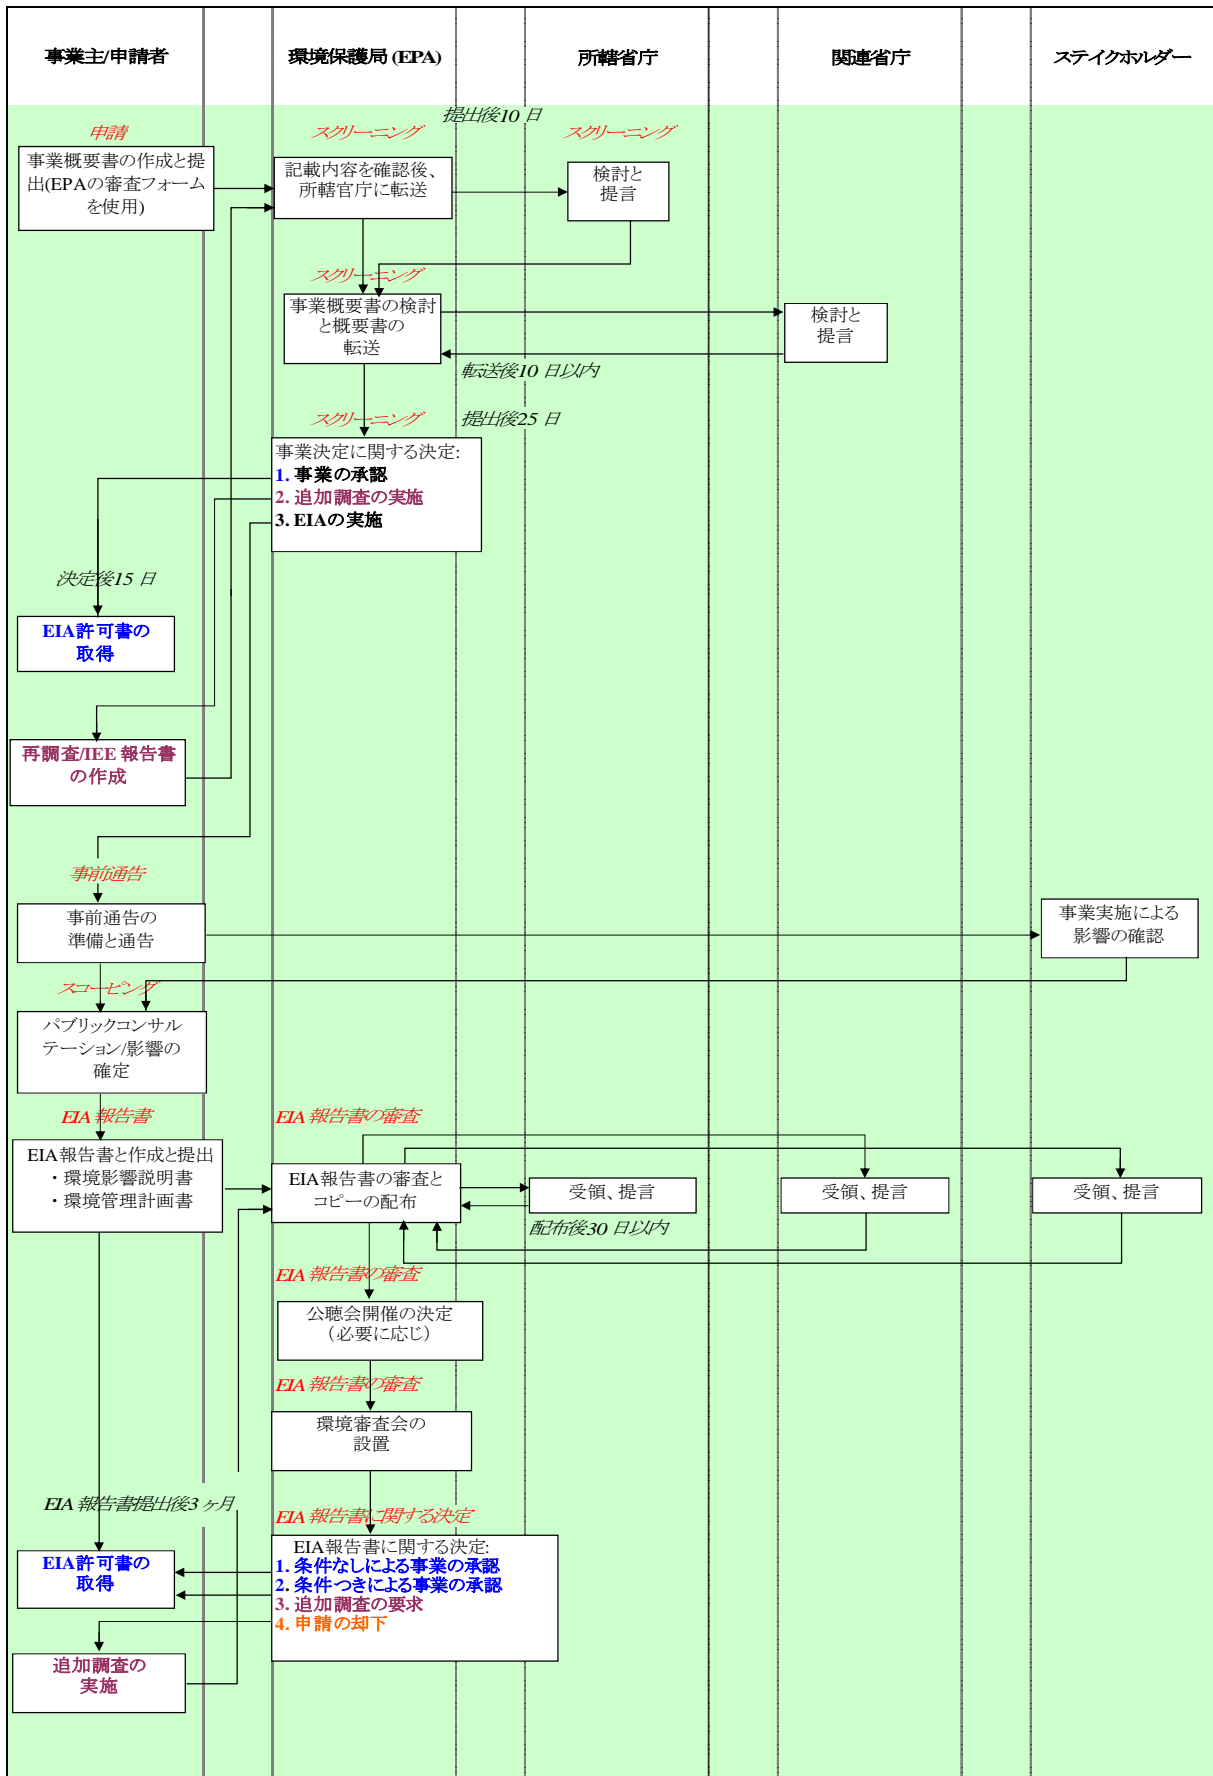 事業主/申請者
環境保護局 (EPA)
所轄省庁
関連省庁
ステイクホルダー
提出後10 日
申請
スクリーニング
スクリーニング
事業概要書の作成と提
出(EPAの審査フォーム
を使用)
記載内容を確認後、
所轄官庁に転送
検討と
提言
スクリーニング
事業概要書の検討
と概要書の
転送
検討と
提言
転送後10 日以内
スクリーニング
提出後25 日
事業決定に関する決定:
1. 事業の承認
2. 追加調査の実施
3. EIAの実施
決定後15 日
EIA許可書の
取得
再調査/IEE 報告書
の作成
事前通告
事前通告の
準備と通告
事業実施による
影響の確認
スコーピング
パブリックコンサル
テーション/影響の
確定
EIA 報告書
EIA 報告書の審査
EIA報告書と作成と提出
・環境影響説明書
・環境管理計画書
EIA報告書の審査と
コピーの配布
受領、提言
受領、提言
受領、提言
配布後30 日以内
EIA 報告書の審査
公聴会開催の決定
（必要に応じ）
EIA 報告書の審査
環境審査会の
設置
EIA 報告書提出後3 ヶ月
EIA 報告書に関する決定
EIA報告書に関する決定:
1. 条件なしによる事業の承認
2. 条件つきによる事業の承認
3. 追加調査の要求
4. 申請の却下
EIA許可書の
取得
追加調査の
実施